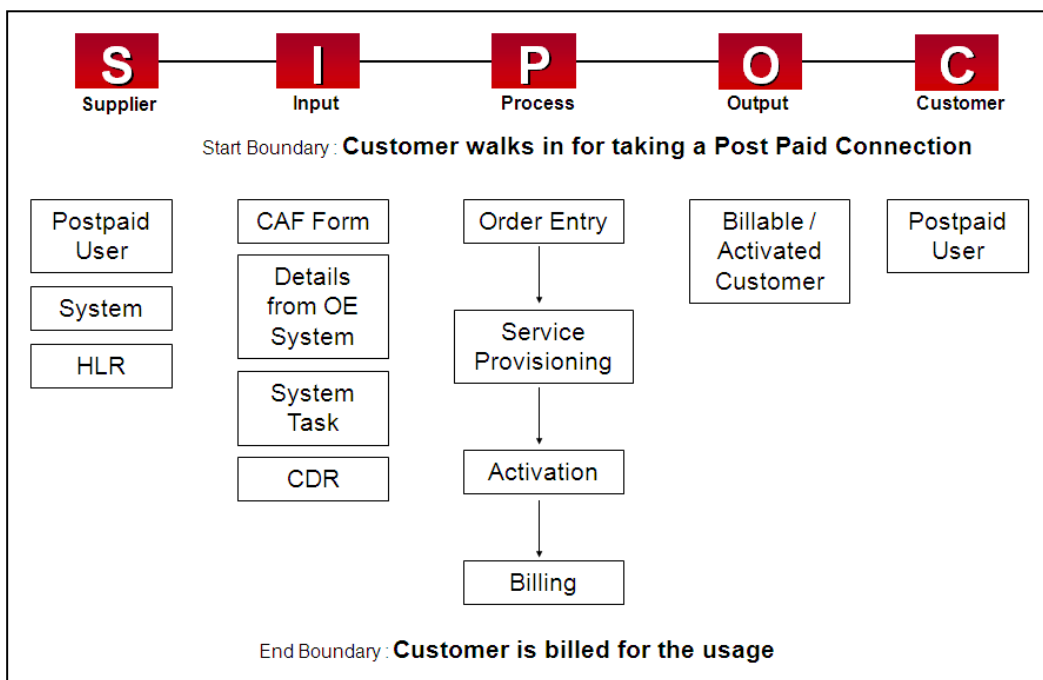 S
I
P
O
C
Supplier
Input
Process
Output
Customer
Start Boundary : Customer walks in for taking a Post Paid Connection
Postpaid
User
System
HLR
CAF Form
Details
from OE
System
System
Task
CDR
Order Entry
Service
Provisioning
Activation
Billing
Billable /
Activated
Customer
Postpaid
User
End Boundary : Customer is billed for the usage